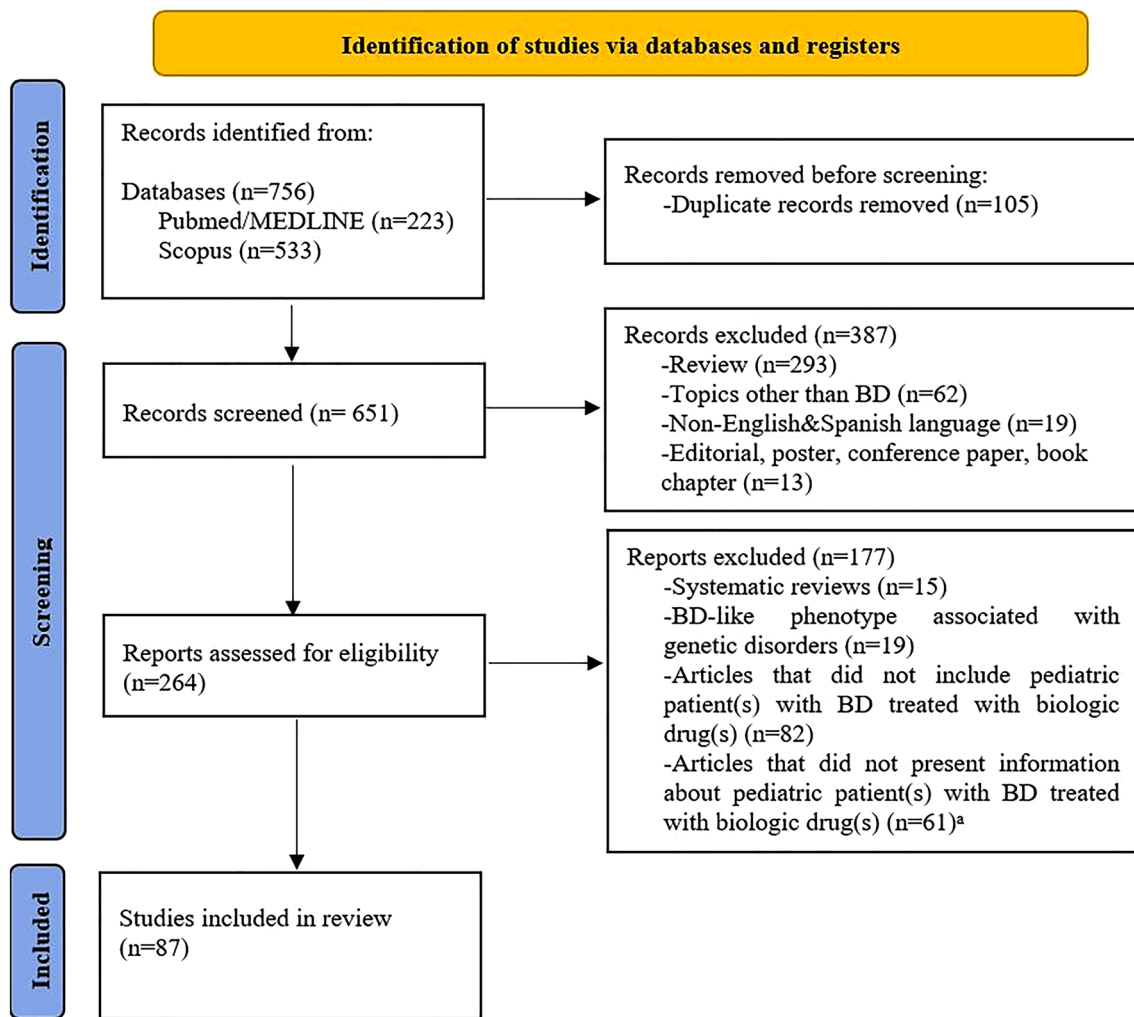 Identification of studies via databases and registers
Identification
Records identified from:
Databases (n=756)
Pubmed/MEDLINE (n=223)
Scopus (n=533)
Records removed before screening:
-Duplicate records removed (n=105)
Screening
Records screened (n= 651)
Records excluded (n=387)
-Review (n=293)
-Topics other than BD (n=62)
-Non-English&Spanish language (n=19)
-Editorial, poster, conference paper, book
chapter (n=13)
Reports assessed for eligibility
(n=264)
Reports excluded (n=177)
-Systematic reviews (n=15)
-BD-like phenotype associated with
genetic disorders (n=19)
-Articles that did not include pediatric
patient(s) with BD treated with biologic
drug(s) (n=82)
-Articles that did not present information
about pediatric patient(s) with BD treated
with biologic drug(s) (n=61)ᵃ
Included
Studies included in review
(n=87)